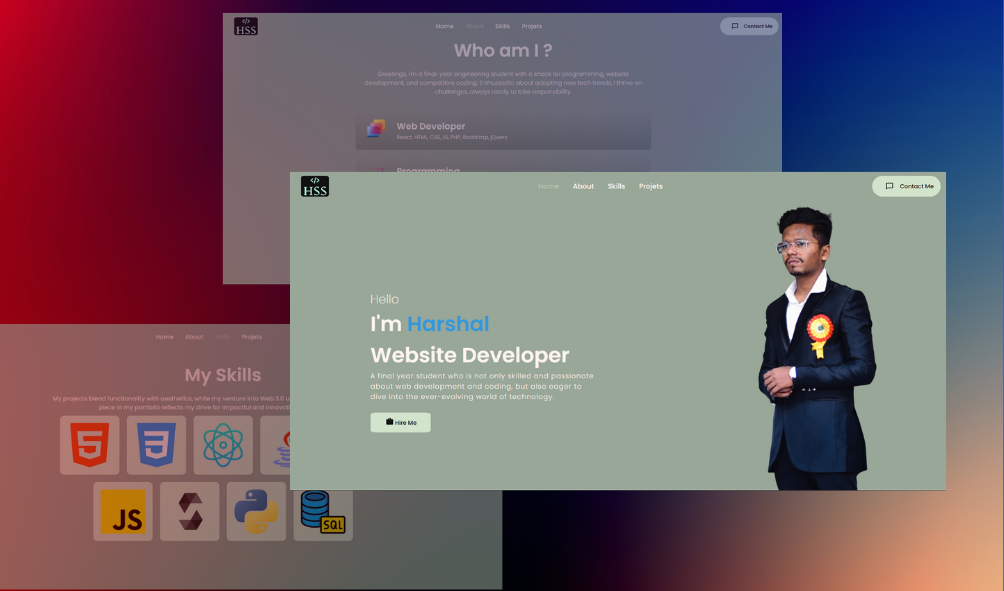 </>
HSS
Home About Skills Projets
Contact Me
Who am I ?
Greetings, I'm a final-year engineering student with a knack for programming, website
development, and competitive coding. Enthusiastic about adopting new tech trends, I thrive on
challenges, always ready to take responsibility.
Web Developer
React, HTML, CSS, JS, PHP, Bootstrap, jQuery
Programming
</>
HSS
Home About Skills Projets
Contact Me
Hello
I'm Harshal
Website Developer
A final year student who is not only skilled and passionate
about web development and coding, but also eager to
dive into the ever-evolving world of technology.
Hire Me
Home About Skills Projets
My Skills
My projects blend functionality with aesthetics, while my venture into Web 3.0
piece in my portfolio reflects my drive for impactful and
5
3
JS
SQL